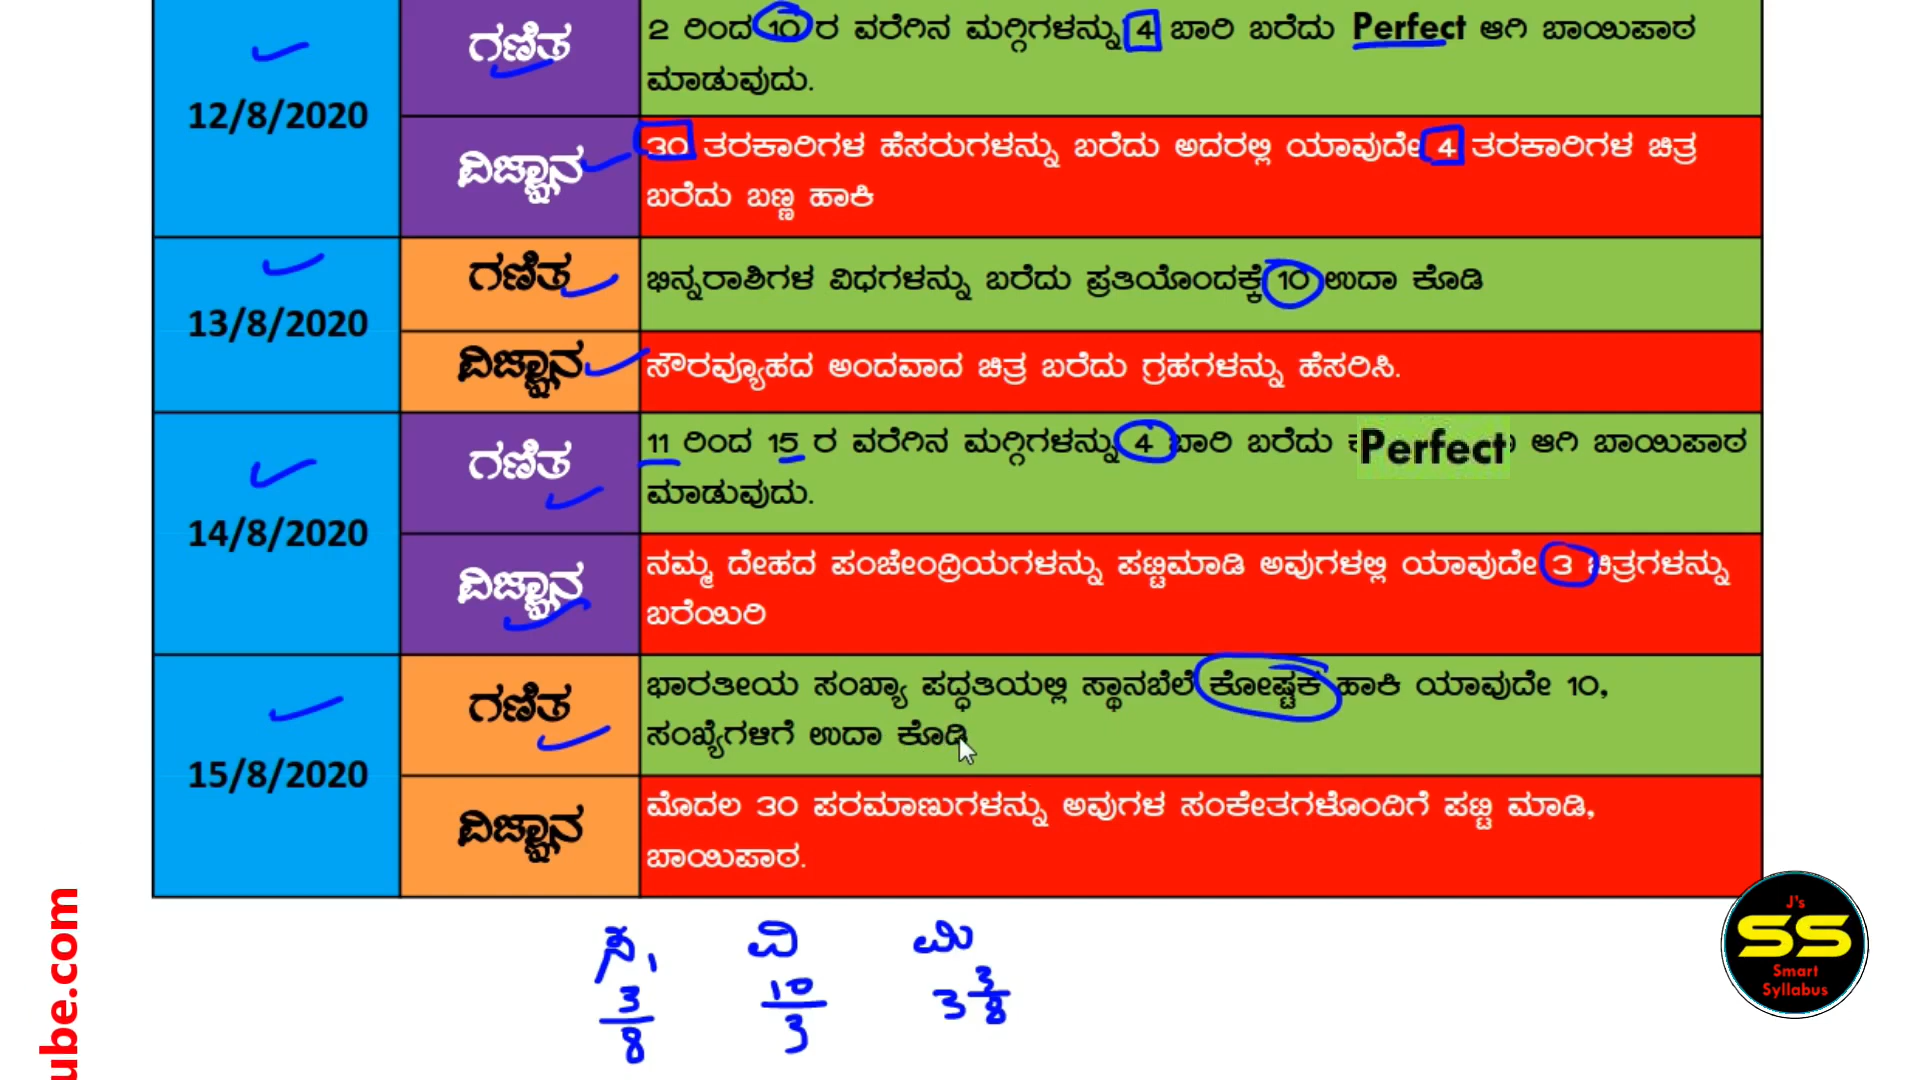 12/8/2020
ಗಣಿತ
2 ರಿಂದ 10 ರ ವರೆಗಿನ ಮಗ್ಗಿಗಳನ್ನು 4 ಬಾರಿ ಬರೆದು Perfect ಆಗಿ ಬಾಯಿಪಾಠ
ಮಾಡುವುದು.
ವಿಜ್ಞಾನ
30 ತರಕಾರಿಗಳ ಹೆಸರುಗಳನ್ನು ಬರೆದು ಅದರಲ್ಲಿ ಯಾವುದೇ 4 ತರಕಾರಿಗಳ ಚಿತ್ರ
ಬರೆದು ಬಣ್ಣ ಹಾಕಿ
13/8/2020
ಗಣಿತ
ಭಿನ್ನರಾಶಿಗಳ ವಿಧಗಳನ್ನು ಬರೆದು ಪ್ರತಿಯೊಂದಕ್ಕೆ 10 ಉದಾ ಕೊಡಿ
ವಿಜ್ಞಾನ
ಸೌರವ್ಯೂಹದ ಅಂದವಾದ ಚಿತ್ರ ಬರೆದು ಗ್ರಹಗಳನ್ನು ಹೆಸರಿಸಿ.
14/8/2020
ಗಣಿತ
11 ರಿಂದ 15 ರ ವರೆಗಿನ ಮಗ್ಗಿಗಳನ್ನು 4 ಬಾರಿ ಬರೆದು Perfect ಆಗಿ ಬಾಯಿಪಾಠ
ಮಾಡುವುದು.
ವಿಜ್ಞಾನ
ನಮ್ಮ ದೇಹದ ಪಂಚೇಂದ್ರಿಯಗಳನ್ನು ಪಟ್ಟಿಮಾಡಿ ಅವುಗಳಲ್ಲಿ ಯಾವುದೇ 3 ಚಿತ್ರಗಳನ್ನು
ಬರೆಯಿರಿ
15/8/2020
ಗಣಿತ
ಭಾರತೀಯ ಸಂಖ್ಯಾ ಪದ್ಧತಿಯಲ್ಲಿ ಸ್ಥಾನಬೆಲೆ ಕೋಷ್ಟಕ ಹಾಕಿ ಯಾವುದೇ 10,
ಸಂಖ್ಯೆಗಳಿಗೆ ಉದಾ ಕೊಡಿ
ವಿಜ್ಞಾನ
ಮೊದಲ 30 ಪರಮಾಣುಗಳನ್ನು ಅವುಗಳ ಸಂಕೇತಗಳೊಂದಿಗೆ ಪಟ್ಟಿ ಮಾಡಿ,
ಬಾಯಿಪಾಠ.
ವಿ ಮಿ
3/8 10/3 3 3/8
ube.com
J's
SS
Smart
Syllabus